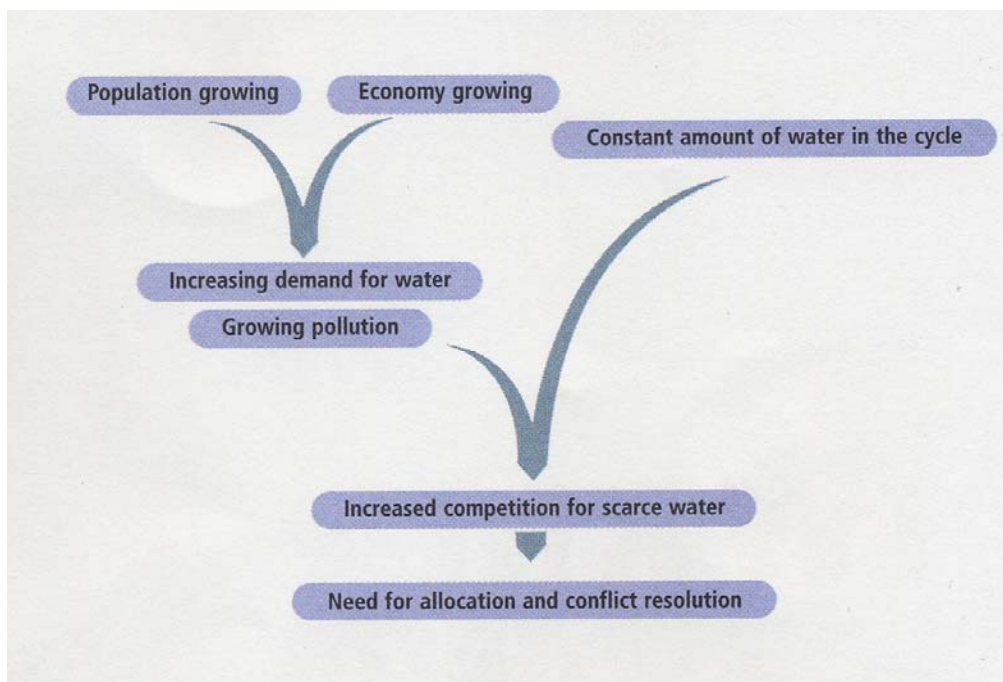 Population growing
Economy growing
Constant amount of water in the cycle
Increasing demand for water
Growing pollution
Increased competition for scarce water
Need for allocation and conflict resolution